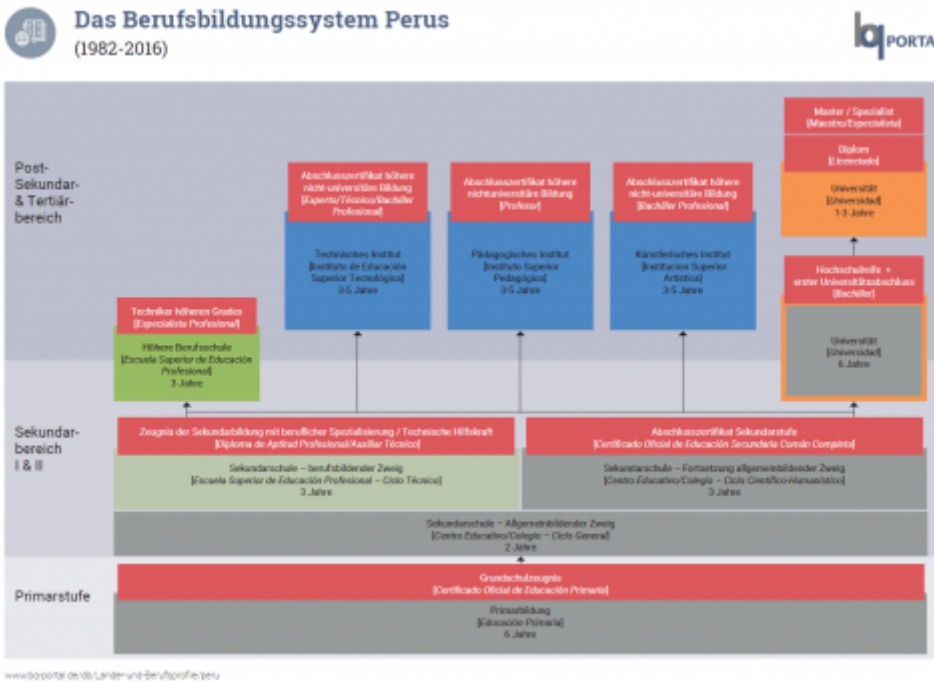 Das Berufsbildungssystem Perus
(1982-2016)
bq PORTA
Master / Spezialist
[Maestro/Especialista]
Diplom
[Licenciado]
Universität
[Universidad]
1-3 Jahre
Hochschulreife +
erster Universitätsabschluss
[Bachiller]
Universität
[Universidad]
6 Jahre
Post-
Sekundar-
& Tertiär-
bereich
Abschlusszertifikat höhere
nicht-universitäre Bildung
[Experto/Técnico/Bachiller
Profesional]
Technisches Institut
[Instituto de Educación
Superior Tecnológica]
3-5 Jahre
Abschlusszertifikat höhere
nichtuniversitäre Bildung
[Profesor]
Pädagogisches Institut
[Instituto Superior
Pedagógico]
3-5 Jahre
Abschlusszertifikat höhere
nicht-universitäre Bildung
[Bachiller Profesional]
Künstlerisches Institut
[Institucion Superior
Artística]
3-5 Jahre
Techniker höheren Grades
[Especialista Profesional]
Höhere Berufsschule
[Escuela Superior de Educación
Profesional]
3 Jahre
Sekundar-
bereich
I & II
Zeugnis der Sekundarbildung mit beruflicher Spezialisierung / Technische Hilfskraft
[Diploma de Aptitud Profesional/Auxiliar Técnico]
Sekundarschule – berufsbildender Zweig
[Escuela Superior de Educación Profesional – Ciclo Técnico]
3 Jahre
Abschlusszertifikat Sekundarstufe
[Certificado Oficial de Educación Secundaria Común Completa]
Sekundarschule – Fortsetzung allgemeinbildender Zweig
[Centro Educativo/Colegio – Ciclo Científico-Humanístico]
3 Jahre
Sekundarschule – Allgemeinbildender Zweig
[Centro Educativo/Colegio – Ciclo General]
2 Jahre
Primarstufe
Grundschulzeugnis
[Certificado Oficial de Educación Primaria]
Primarbildung
[Educación Primaria]
6 Jahre
www.bq-portal.de/db/Länder-und-Berufsprofile/peru